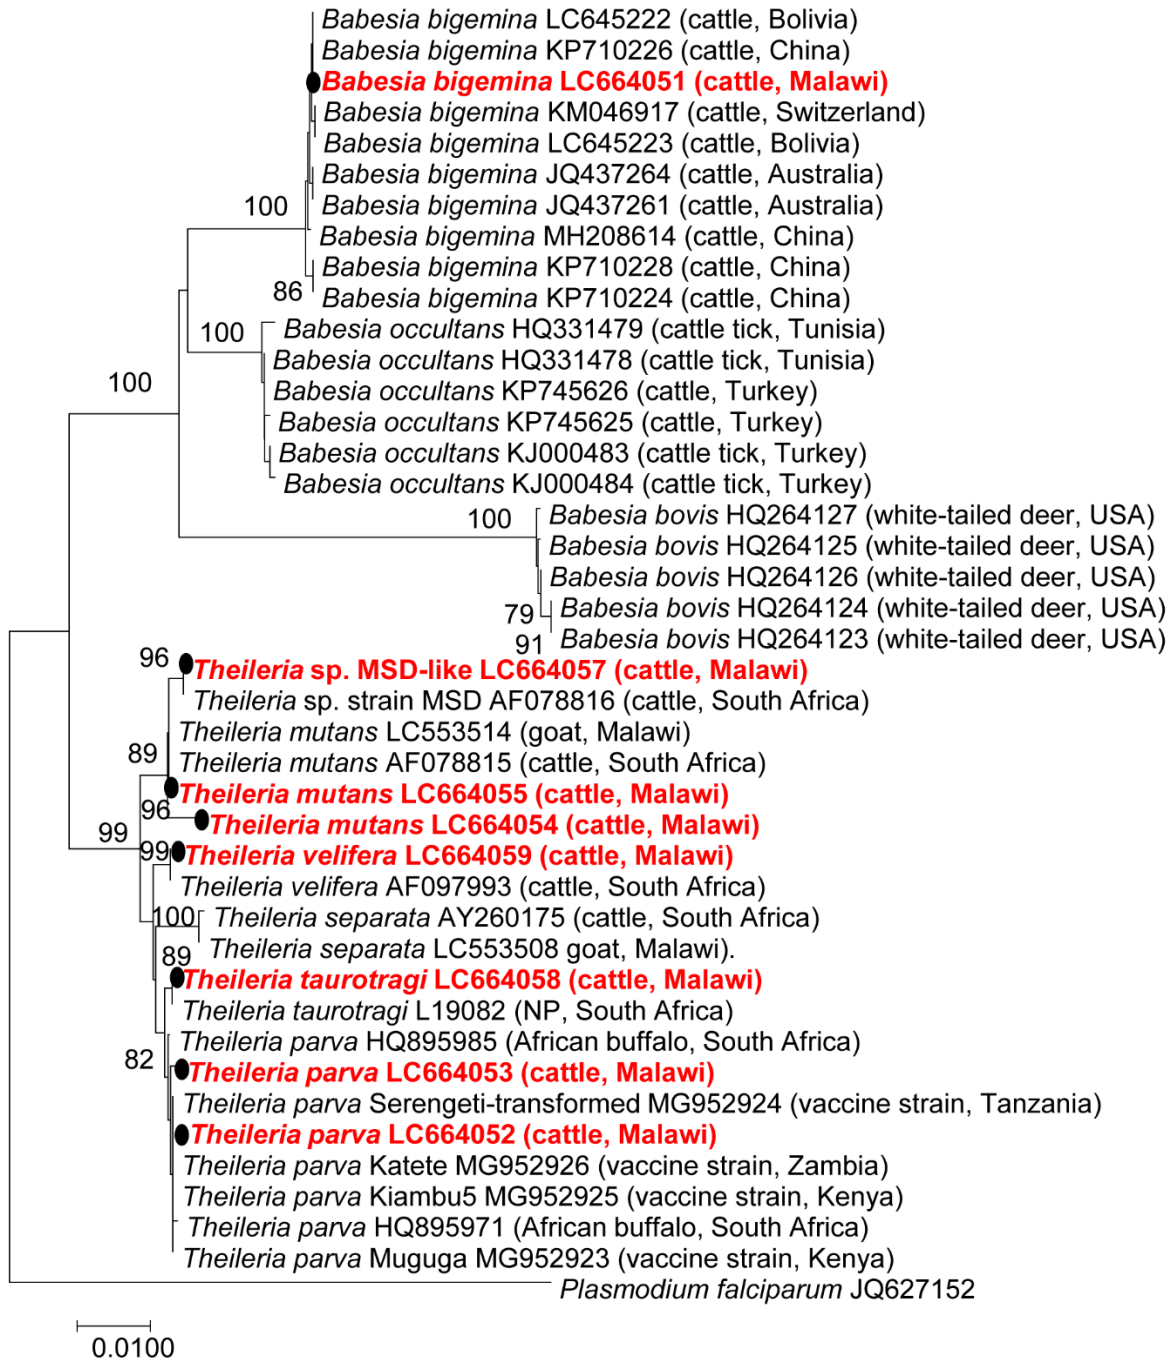 Babesia bigemina LC645222 (cattle, Bolivia)
Babesia bigemina KP710226 (cattle, China)
Babesia bigemina LC664051 (cattle, Malawi)
Babesia bigemina KM046917 (cattle, Switzerland)
Babesia bigemina LC645223 (cattle, Bolivia)
Babesia bigemina JQ437264 (cattle, Australia)
100 Babesia bigemina JQ437261 (cattle, Australia)
Babesia bigemina MH208614 (cattle, China)
Babesia bigemina KP710228 (cattle, China)
86 Babesia bigemina KP710224 (cattle, China)
100 Babesia occultans HQ331479 (cattle tick, Tunisia)
Babesia occultans HQ331478 (cattle tick, Tunisia)
100 Babesia occultans KP745626 (cattle, Turkey)
Babesia occultans KP745625 (cattle, Turkey)
Babesia occultans KJ000483 (cattle tick, Turkey)
Babesia occultans KJ000484 (cattle tick, Turkey)
100 Babesia bovis HQ264127 (white-tailed deer, USA)
Babesia bovis HQ264125 (white-tailed deer, USA)
Babesia bovis HQ264126 (white-tailed deer, USA)
79 Babesia bovis HQ264124 (white-tailed deer, USA)
91 Babesia bovis HQ264123 (white-tailed deer, USA)
96 Theileria sp. MSD-like LC664057 (cattle, Malawi)
Theileria sp. strain MSD AF078816 (cattle, South Africa)
Theileria mutans LC553514 (goat, Malawi)
89 Theileria mutans AF078815 (cattle, South Africa)
Theileria mutans LC664055 (cattle, Malawi)
96 Theileria mutans LC664054 (cattle, Malawi)
99
99 Theileria velifera LC664059 (cattle, Malawi)
Theileria velifera AF097993 (cattle, South Africa)
100 Theileria separata AY260175 (cattle, South Africa)
89 Theileria separata LC553508 goat, Malawi).
Theileria taurotragi LC664058 (cattle, Malawi)
Theileria taurotragi L19082 (NP, South Africa)
Theileria parva HQ895985 (African buffalo, South Africa)
82 Theileria parva LC664053 (cattle, Malawi)
Theileria parva Serengeti-transformed MG952924 (vaccine strain, Tanzania)
Theileria parva LC664052 (cattle, Malawi)
Theileria parva Katete MG952926 (vaccine strain, Zambia)
Theileria parva Kiambu5 MG952925 (vaccine strain, Kenya)
Theileria parva HQ895971 (African buffalo, South Africa)
Theileria parva Muguga MG952923 (vaccine strain, Kenya)
Plasmodium falciparum JQ627152
0.0100